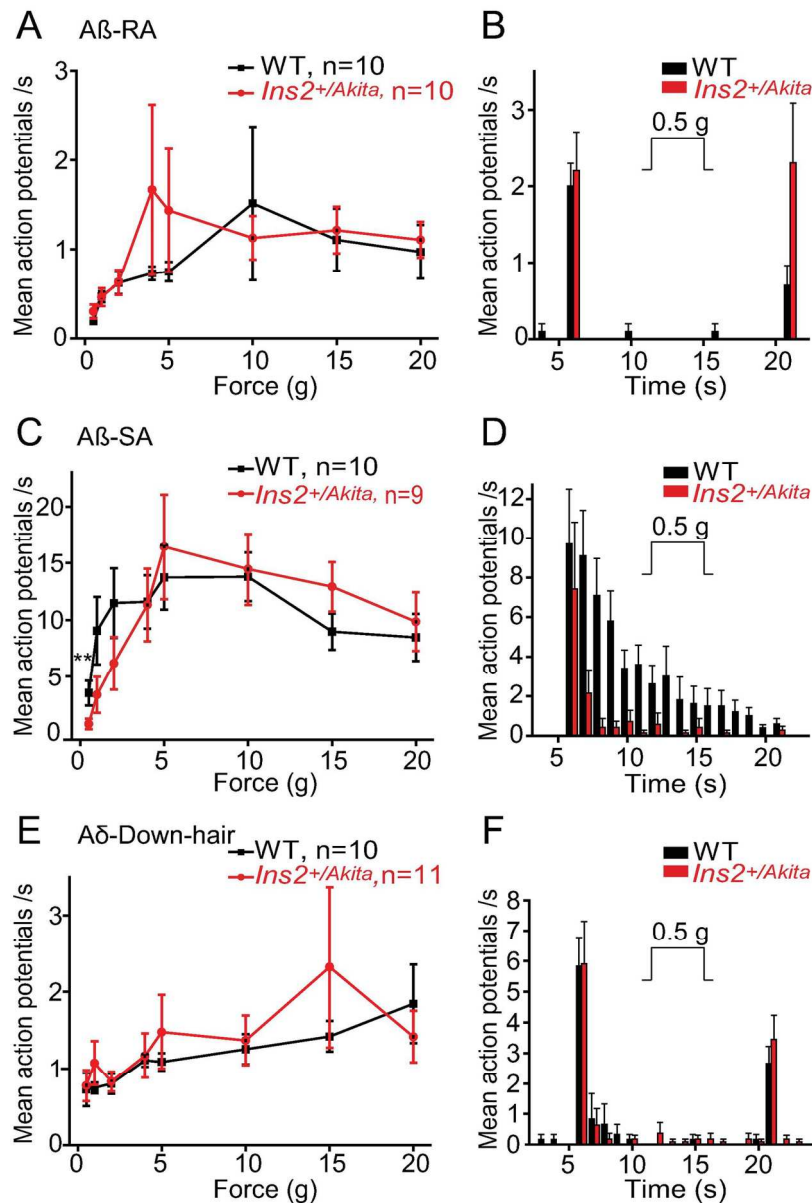 A Aß-RA
WT, n=10
Ins2+/Akita, n=10
3
2
1
0
Mean action potentials /s
0 5 10 15 20
Force (g)
B
WT
Ins2+/Akita
0.5 g
3
2
1
0
Mean action potentials /s
5 10 15 20
Time (s)
C Aß-SA
WT, n=10
Ins2+/Akita, n=9
20
15
10
5
0
**
Mean action potentials /s
0 5 10 15 20
Force (g)
D
WT
Ins2+/Akita
0.5 g
12
10
8
6
4
2
0
Mean action potentials /s
5 10 15 20
Time (s)
E Aδ-Down-hair
WT, n=10
Ins2+/Akita,n=11
3
2
1
0
Mean action potentials /s
0 5 10 15 20
Force (g)
F
WT
Ins2+/Akita
0.5 g
8
7
6
5
4
3
2
1
0
Mean action potentials /s
5 10 15 20
Time (s)